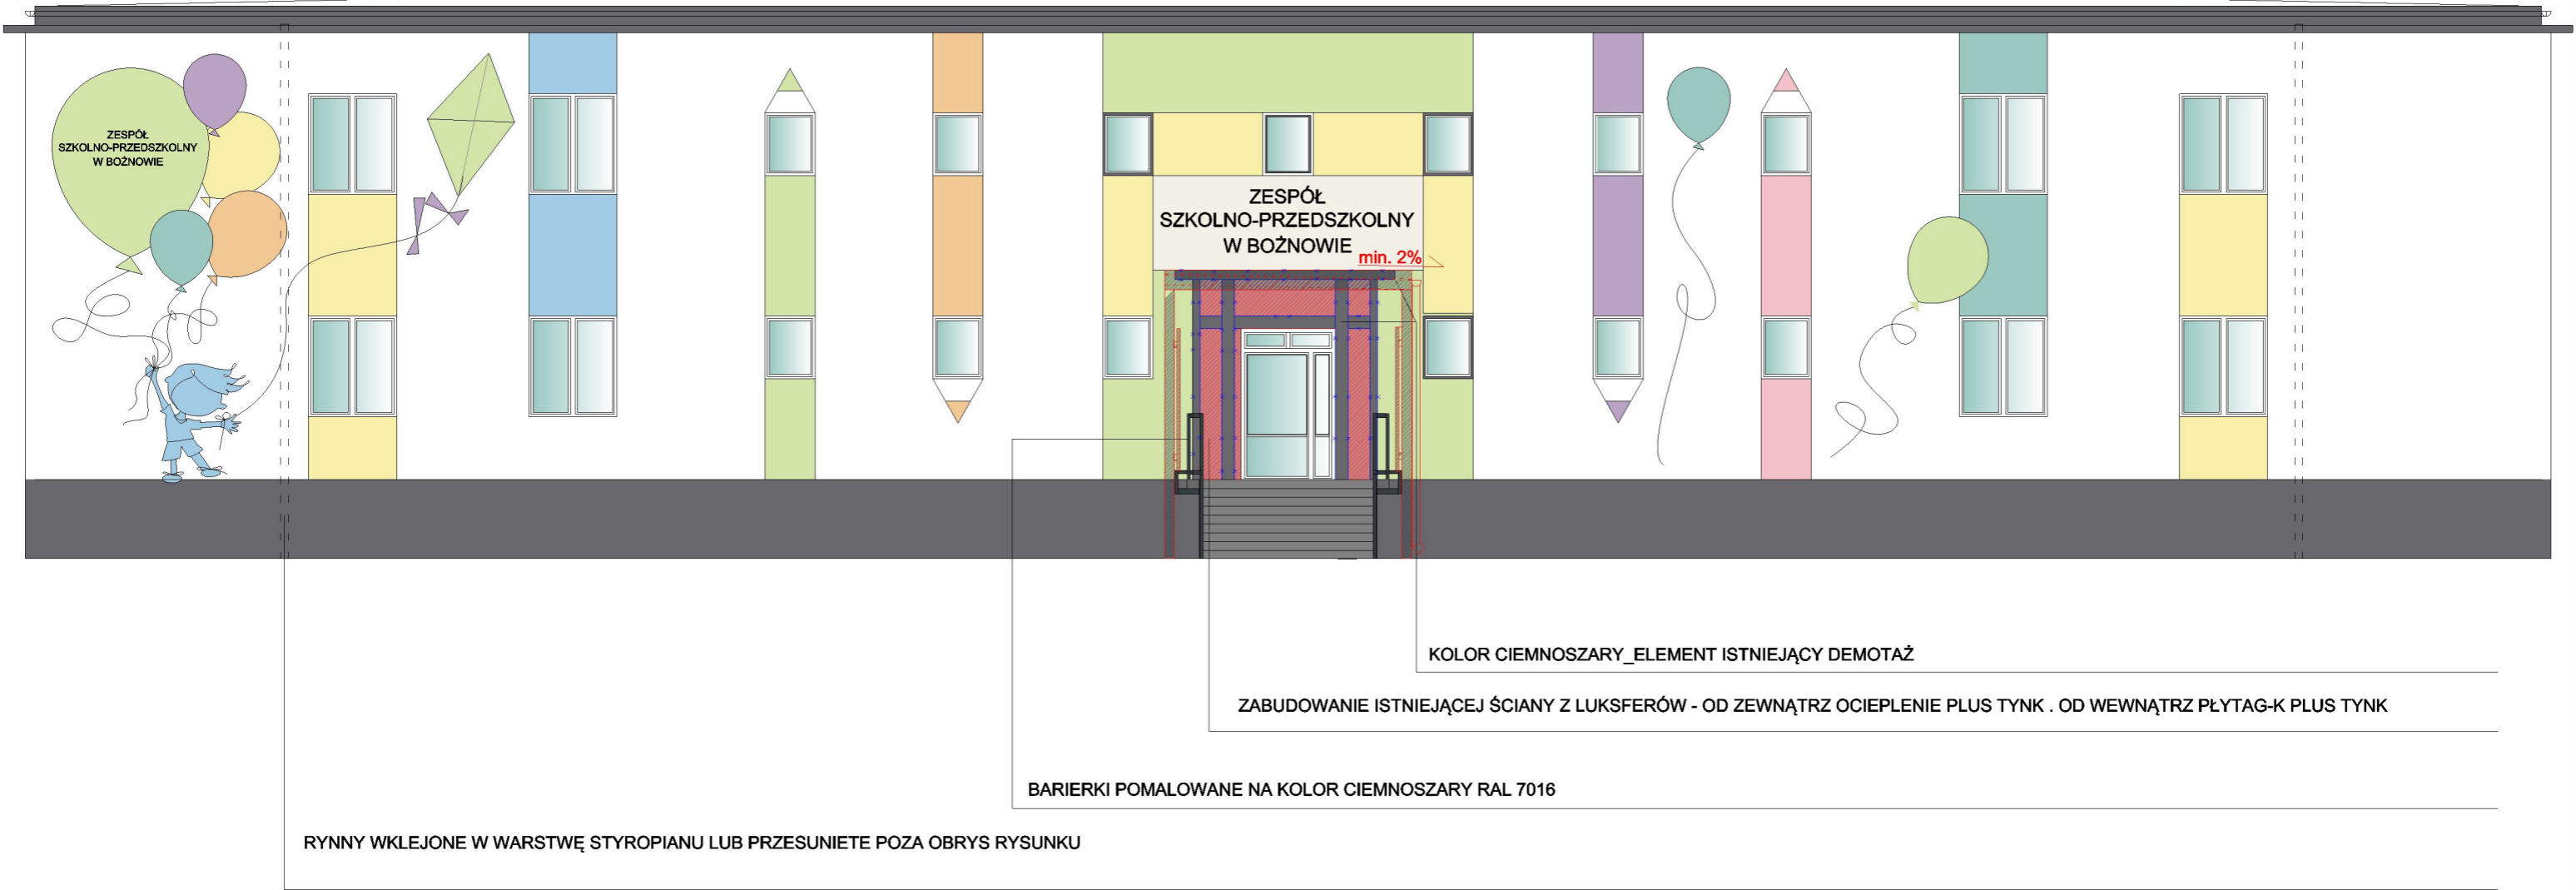 ZESPÓŁ
SZKOLNO-PRZEDSZKOLNY
W BOŻNOWIE
ZESPÓŁ
SZKOLNO-PRZEDSZKOLNY
W BOŻNOWIE
min. 2%
KOLOR CIEMNOSZARY_ELEMENT ISTNIEJĄCY DEMOTAŻ
ZABUDOWANIE ISTNIEJĄCEJ ŚCIANY Z LUKSFERÓW - OD ZEWNĄTRZ OCIEPLENIE PLUS TYNK . OD WEWNĄTRZ PŁYTAG-K PLUS TYNK
BARIERKI POMALOWANE NA KOLOR CIEMNOSZARY RAL 7016
RYNNY WKLEJONE W WARSTWĘ STYROPIANU LUB PRZESUNIETE POZA OBRYS RYSUNKU